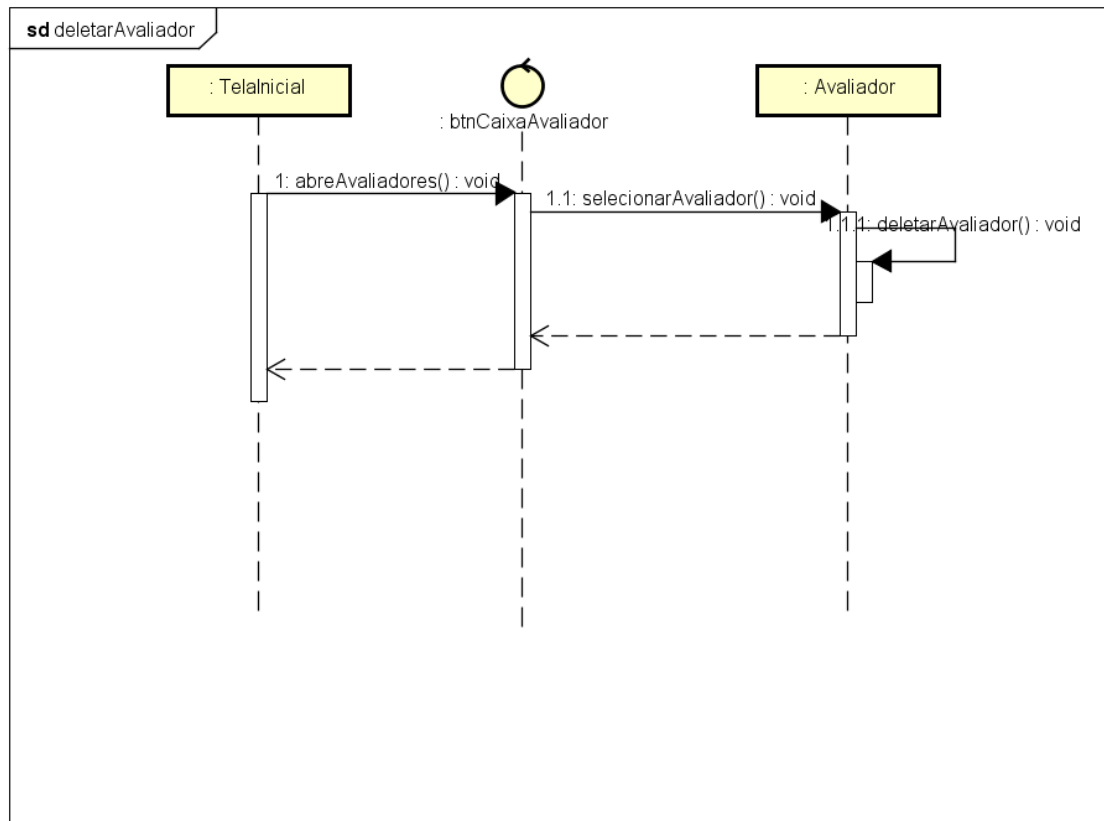 sd deletarAvaliador
: TelaInicial
: btnCaixaAvaliador
: Avaliador
1: abreAvaliadores() : void
1.1: selecionarAvaliador() : void
1.1.1: deletarAvaliador() : void